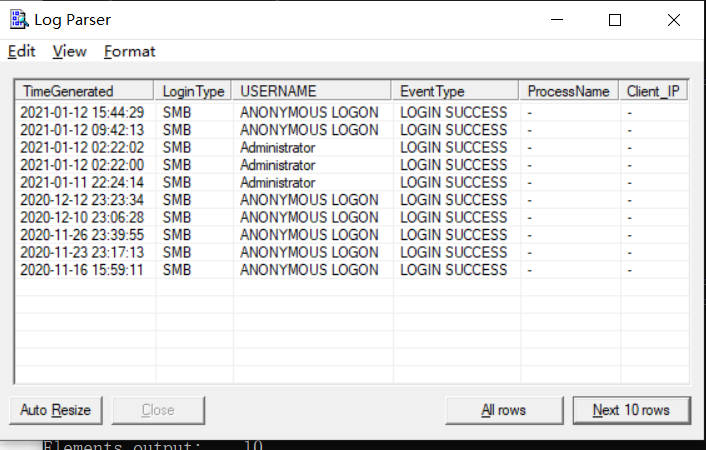 Log Parser
Edit View Format
TimeGenerated LoginType USERNAME EventType ProcessName Client_IP
2021-01-12 15:44:29 SMB ANONYMOUS LOGON LOGIN SUCCESS - -
2021-01-12 09:42:13 SMB ANONYMOUS LOGON LOGIN SUCCESS - -
2021-01-12 02:22:02 SMB Administrator LOGIN SUCCESS - -
2021-01-12 02:22:00 SMB Administrator LOGIN SUCCESS - -
2021-01-11 22:24:14 SMB Administrator LOGIN SUCCESS - -
2020-12-12 23:23:34 SMB ANONYMOUS LOGON LOGIN SUCCESS - -
2020-12-10 23:06:28 SMB ANONYMOUS LOGON LOGIN SUCCESS - -
2020-11-26 23:39:55 SMB ANONYMOUS LOGON LOGIN SUCCESS - -
2020-11-23 23:17:13 SMB ANONYMOUS LOGON LOGIN SUCCESS - -
2020-11-16 15:59:11 SMB ANONYMOUS LOGON LOGIN SUCCESS - -
Auto Resize Close All rows Next 10 rows
Elements output: 10